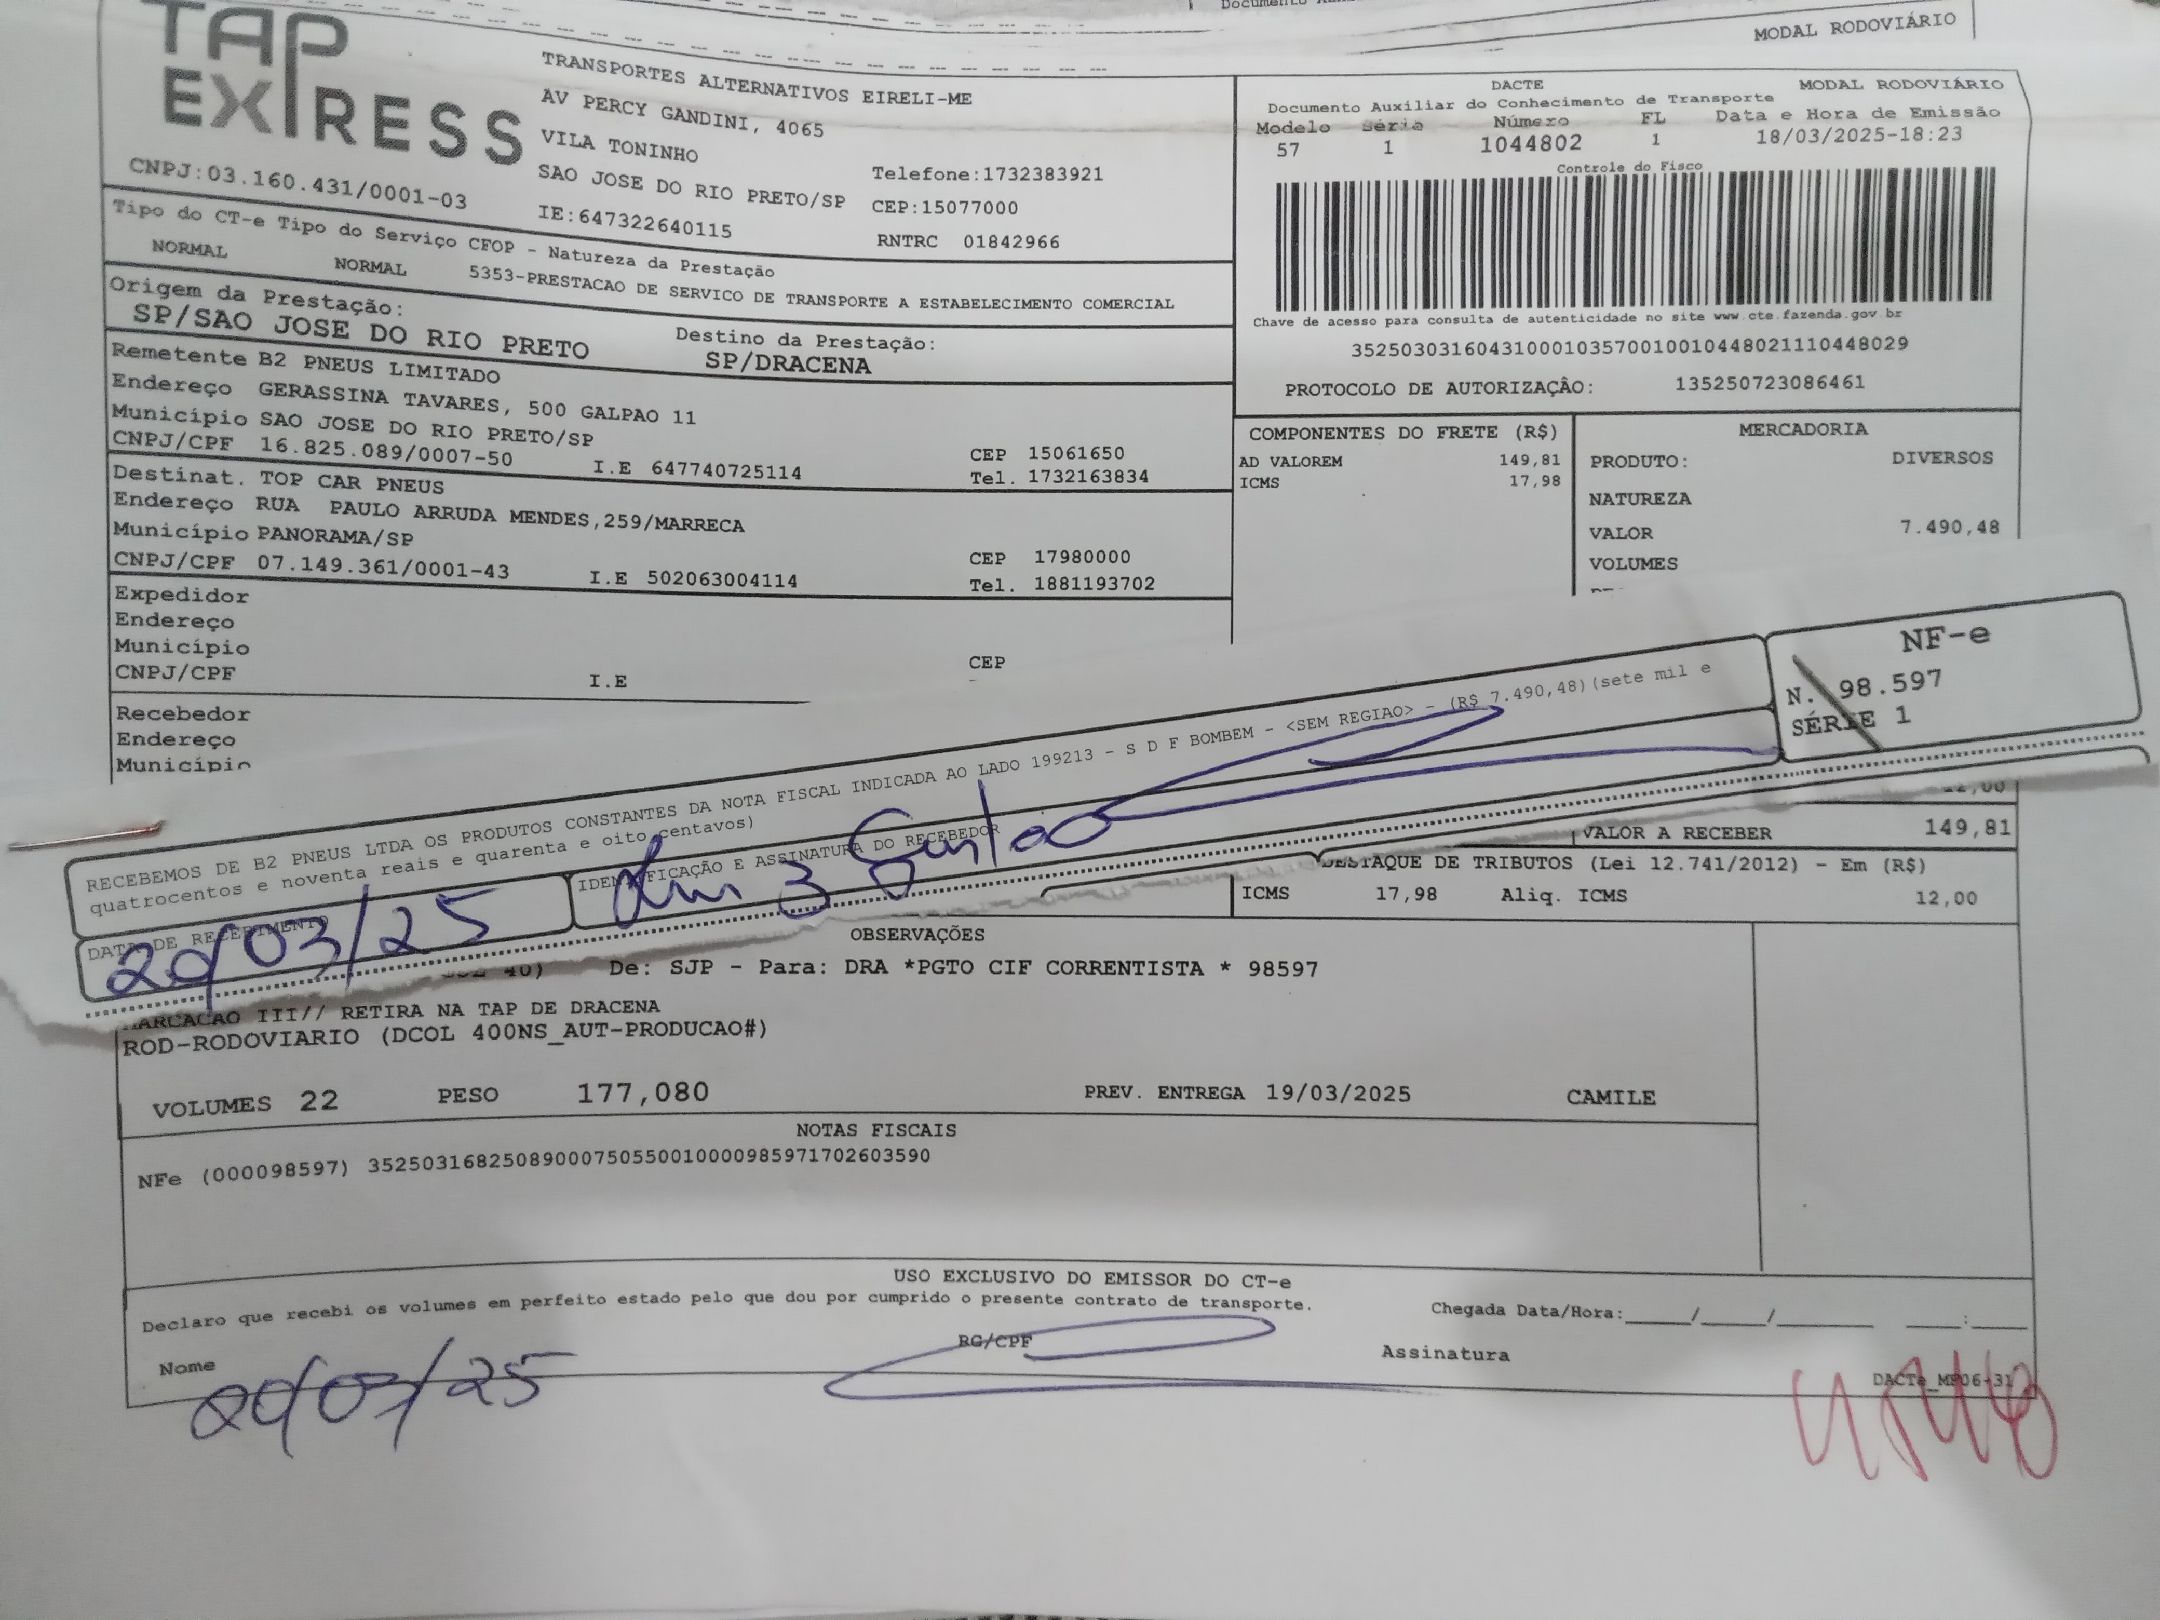 MODAL RODOVIÁRIO
TAP
EXPRESS
TRANSPORTES ALTERNATIVOS EIRELI-ME
AV PERCY GANDINI, 4065
VILA TONINHO
SAO JOSE DO RIO PRETO/SP
IE:647322640115
Telefone:1732383921
CEP:15077000
RNTRC 01842966
CNPJ:03.160.431/0001-03
DACTE MODAL RODOVIÁRIO
Documento Auxiliar do Conhecimento de Transporte
Modelo Série Número FL Data e Hora de Emissão
57 1 1044802 1 18/03/2025-18:23
Controle do Fisco
Chave de acesso para consulta de autenticidade no site www.cte.fazenda.gov.br
35250303160431000103570010010448021110448029
PROTOCOLO DE AUTORIZAÇÃO: 135250723086461
Tipo do CT-e Tipo do Serviço CFOP - Natureza da Prestação
NORMAL NORMAL 5353-PRESTACAO DE SERVICO DE TRANSPORTE A ESTABELECIMENTO COMERCIAL
Origem da Prestação: Destino da Prestação:
SP/SAO JOSE DO RIO PRETO SP/DRACENA
Remetente B2 PNEUS LIMITADO
Endereço GERASSINA TAVARES, 500 GALPAO 11
Município SAO JOSE DO RIO PRETO/SP CEP 15061650
CNPJ/CPF 16.825.089/0007-50 I.E 647740725114 Tel. 1732163834
Destinat. TOP CAR PNEUS
Endereço RUA PAULO ARRUDA MENDES,259/MARRECA
Município PANORAMA/SP CEP 17980000
CNPJ/CPF 07.149.361/0001-43 I.E 502063004114 Tel. 1881193702
Expedidor
Endereço
Município CEP
CNPJ/CPF I.E
Recebedor
Endereço
Município
COMPONENTES DO FRETE (R$)
AD VALOREM 149,81
ICMS 17,98
MERCADORIA
PRODUTO: DIVERSOS
NATUREZA
VALOR 7.490,48
VOLUMES
NF-e
N. 98.597
SÉRIE 1
RECEBEMOS DE B2 PNEUS LTDA OS PRODUTOS CONSTANTES DA NOTA FISCAL INDICADA AO LADO 199213 - S D F BOMBEM - <SEM REGIAO> - (R$ 7.490,48)(sete mil e
quatrocentos e noventa reais e quarenta e oito centavos)
DATA DE RECEBIMENTO IDENTIFICAÇÃO E ASSINATURA DO RECEBEDOR
20/03/25
VALOR A RECEBER 149,81
DESTAQUE DE TRIBUTOS (Lei 12.741/2012) - Em (R$)
ICMS 17,98 Aliq. ICMS 12,00
OBSERVAÇÕES
40) De: SJP - Para: DRA *PGTO CIF CORRENTISTA * 98597
MARCACAO III// RETIRA NA TAP DE DRACENA
ROD-RODOVIARIO (DCOL 400NS_AUT-PRODUCAO#)
VOLUMES 22 PESO 177,080 PREV. ENTREGA 19/03/2025 CAMILE
NOTAS FISCAIS
NFe (000098597) 35250316825089000750550010000985971702603590
USO EXCLUSIVO DO EMISSOR DO CT-e
Declaro que recebi os volumes em perfeito estado pelo que dou por cumprido o presente contrato de transporte. Chegada Data/Hora:_____/_____/________ ____:____
Nome RG/CPF Assinatura
20/03/25